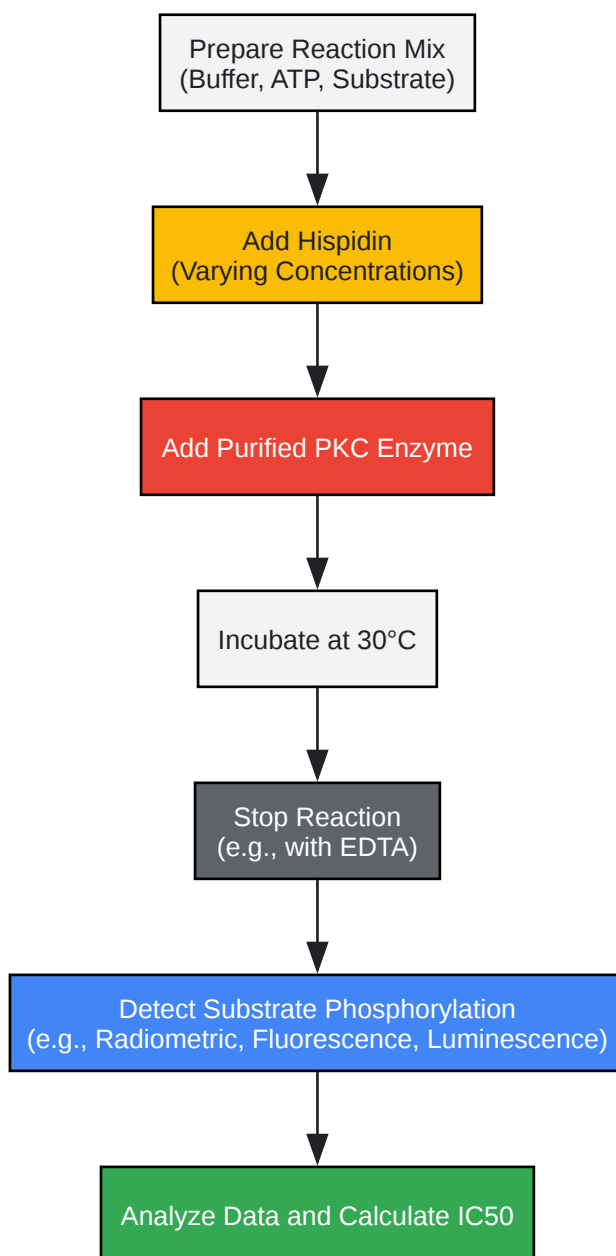 Prepare Reaction Mix
(Buffer, ATP, Substrate)
Add Hispidin
(Varying Concentrations)
Add Purified PKC Enzyme
Incubate at 30°C
Stop Reaction
(e.g., with EDTA)
Detect Substrate Phosphorylation
(e.g., Radiometric, Fluorescence, Luminescence)
Analyze Data and Calculate IC50